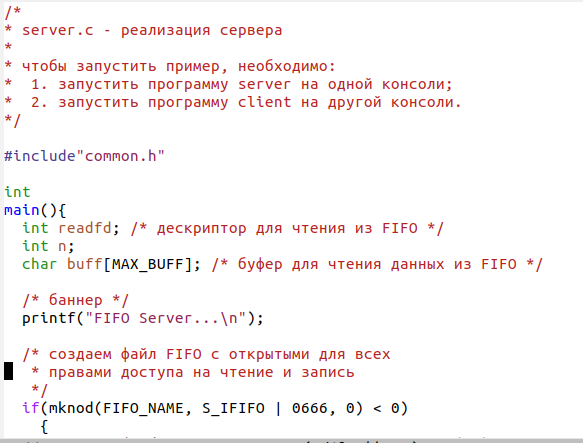 /*
* server.c - реализация сервера
*
* чтобы запустить пример, необходимо:
*  1. запустить программу server на одной консоли;
*  2. запустить программу client на другой консоли.
*/
#include"common.h"
int
main(){
  int readfd; /* дескриптор для чтения из FIFO */
  int n;
  char buff[MAX_BUFF]; /* буфер для чтения данных из FIFO */
  /* баннер */
  printf("FIFO Server...\n");
  /* создаем файл FIFO с открытыми для всех
   * правами доступа на чтение и запись
   */
  if(mknod(FIFO_NAME, S_IFIFO | 0666, 0) < 0)
    {